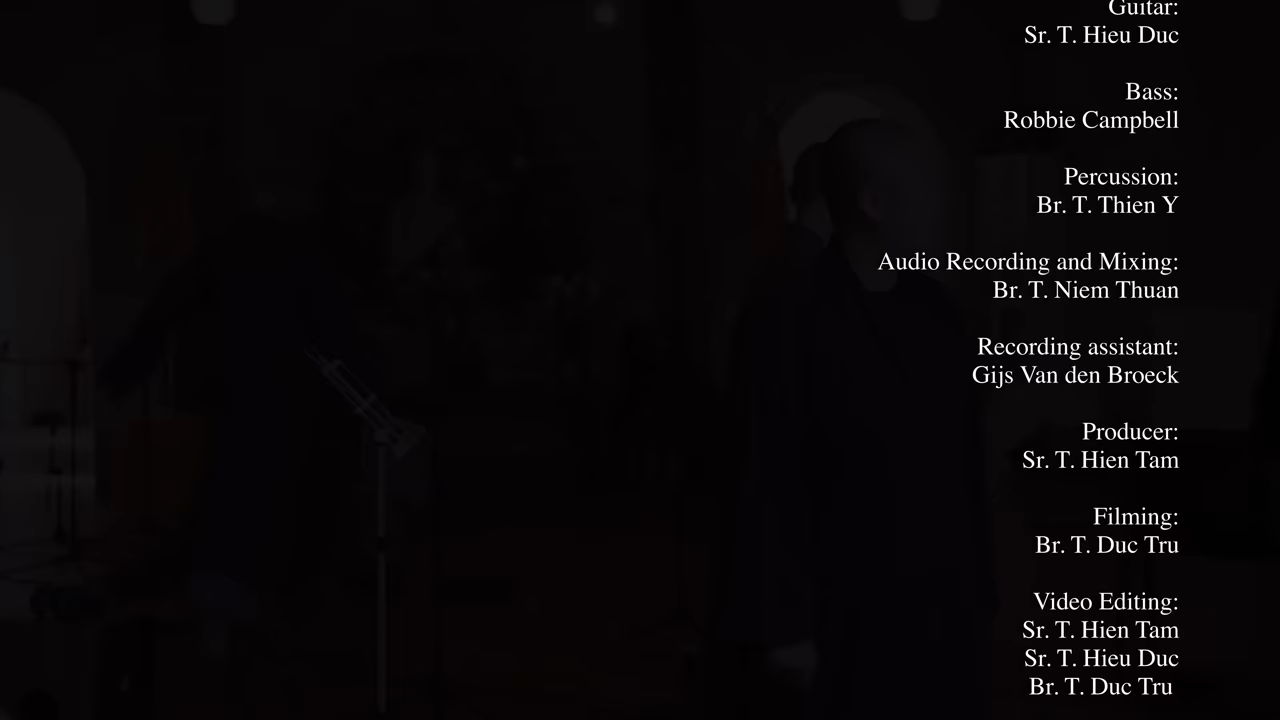 Guitar:
Sr. T. Hieu Duc
Bass:
Robbie Campbell
Percussion:
Br. T. Thien Y
Audio Recording and Mixing:
Br. T. Niem Thuan
Recording assistant:
Gijs Van den Broeck
Producer:
Sr. T. Hien Tam
Filming:
Br. T. Duc Tru
Video Editing:
Sr. T. Hien Tam
Sr. T. Hieu Duc
Br. T. Duc Tru